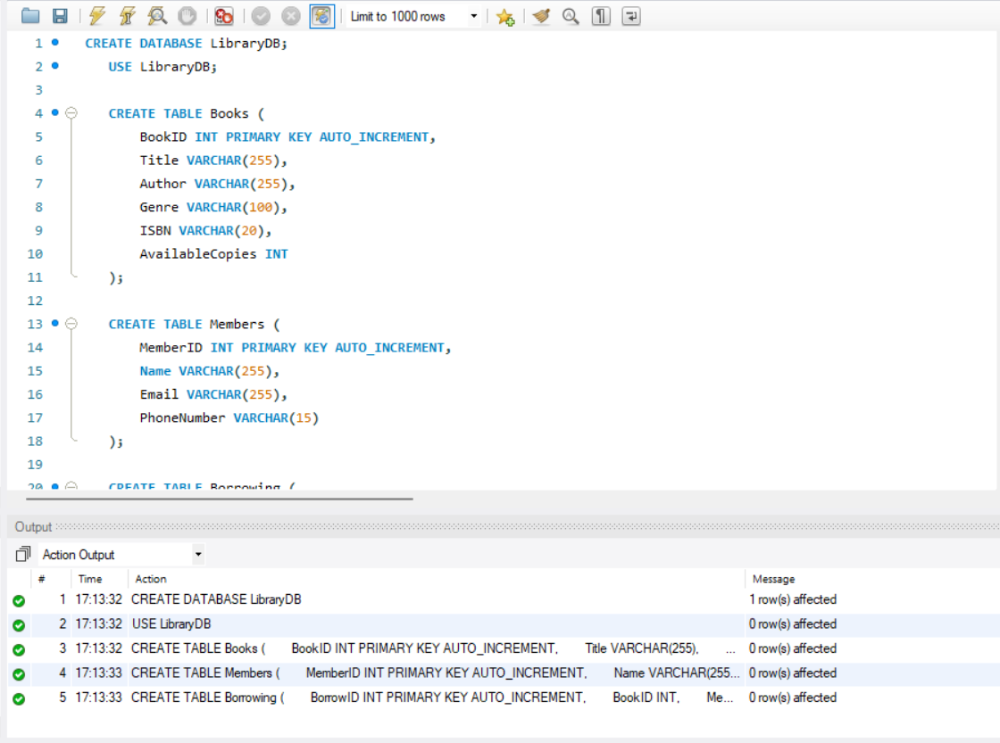 Limit to 1000 rows
1 CREATE DATABASE LibraryDB;
2 USE LibraryDB;
3
4 CREATE TABLE Books (
5 BookID INT PRIMARY KEY AUTO_INCREMENT,
6 Title VARCHAR(255),
7 Author VARCHAR(255),
8 Genre VARCHAR(100),
9 ISBN VARCHAR(20),
10 AvailableCopies INT
11 );
12
13 CREATE TABLE Members (
14 MemberID INT PRIMARY KEY AUTO_INCREMENT,
15 Name VARCHAR(255),
16 Email VARCHAR(255),
17 PhoneNumber VARCHAR(15)
18 );
19
20 CREATE TABLE Borrowing (
Output
Action Output
# Time Action Message
1 17:13:32 CREATE DATABASE LibraryDB 1 row(s) affected
2 17:13:32 USE LibraryDB 0 row(s) affected
3 17:13:32 CREATE TABLE Books ( BookID INT PRIMARY KEY AUTO_INCREMENT, Title VARCHAR(255), ... 0 row(s) affected
4 17:13:33 CREATE TABLE Members ( MemberID INT PRIMARY KEY AUTO_INCREMENT, Name VARCHAR(255... 0 row(s) affected
5 17:13:33 CREATE TABLE Borrowing ( BorrowID INT PRIMARY KEY AUTO_INCREMENT, BookID INT, Me... 0 row(s) affected